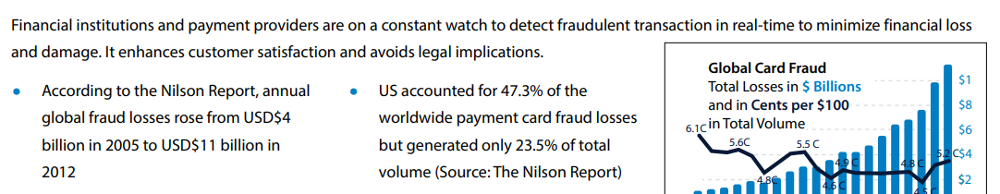 Financial institutions and payment providers are on a constant watch to detect fraudulent transaction in real-time to minimize financial loss
and damage. It enhances customer satisfaction and avoids legal implications.
• According to the Nilson Report, annual
global fraud losses rose from USD$4
billion in 2005 to USD$11 billion in
2012
• US accounted for 47.3% of the
worldwide payment card fraud losses
but generated only 23.5% of total
volume (Source: The Nilson Report)
Global Card Fraud
Total Losses in $ Billions
and in Cents per $100
in Total Volume
6.1C
5.6C
4.8C
5.5 C
4.6 C
4.9 C
4.8 C
4.5 C
5.2 C
$1
$8
$6
$4
$2